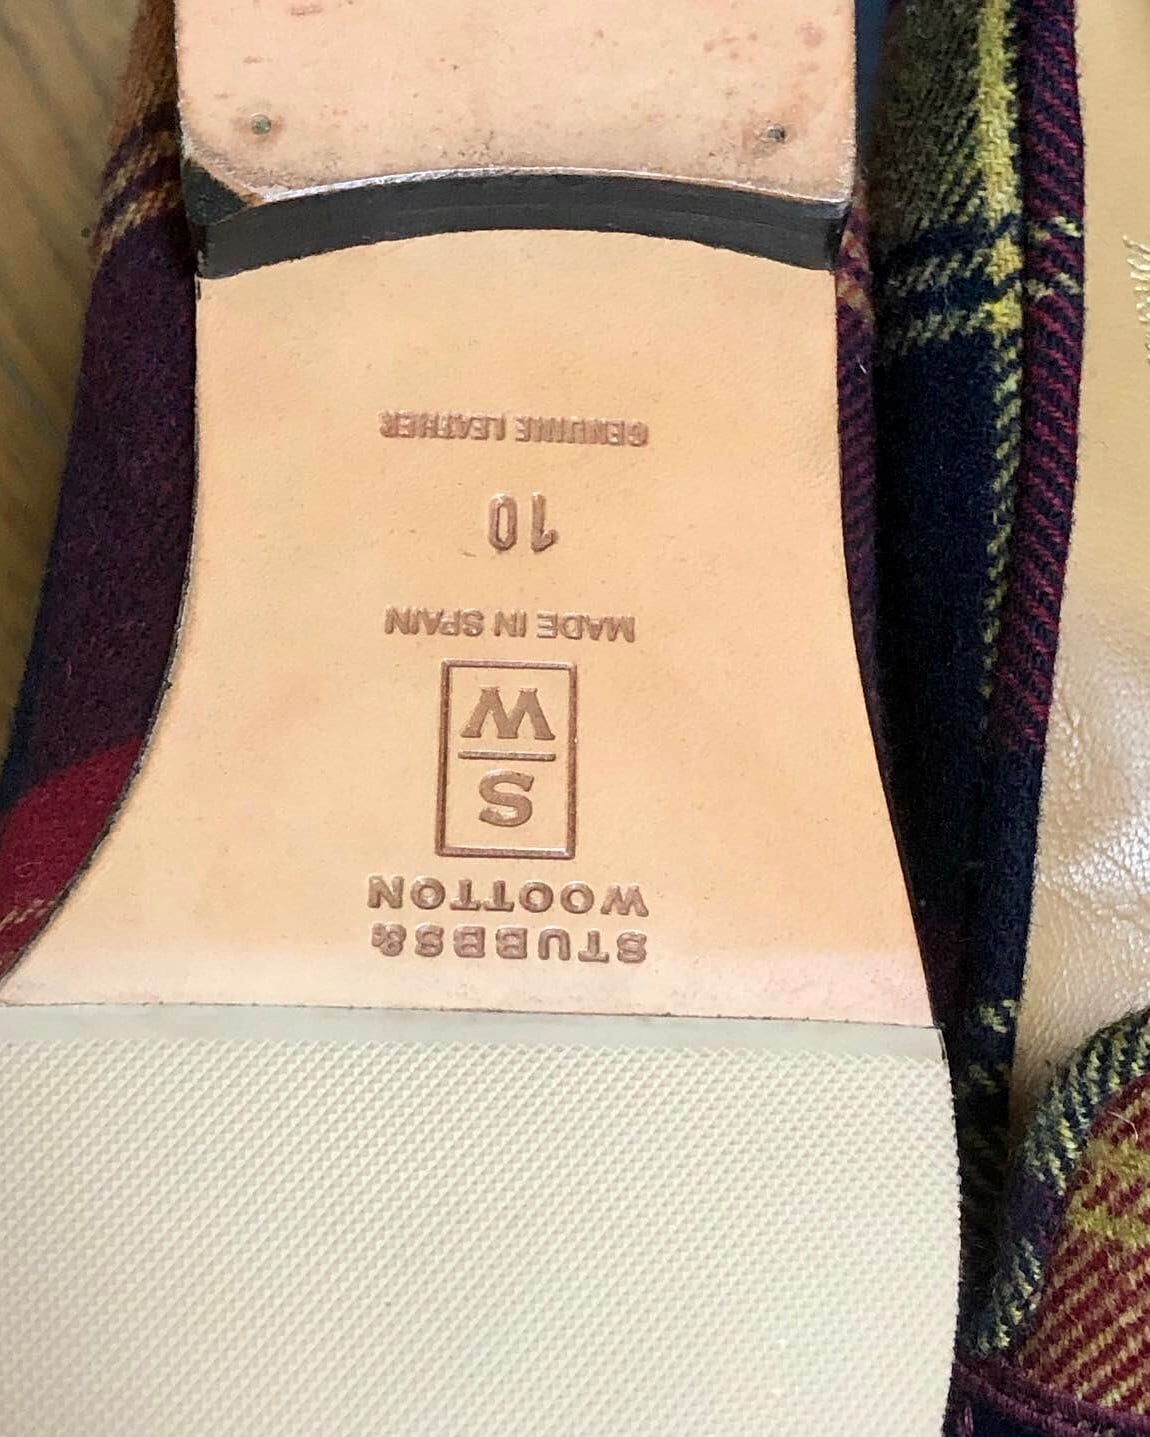 STUBBS&
WOOTTON
S
W
MADE IN SPAIN
10
GENUINE LEATHER